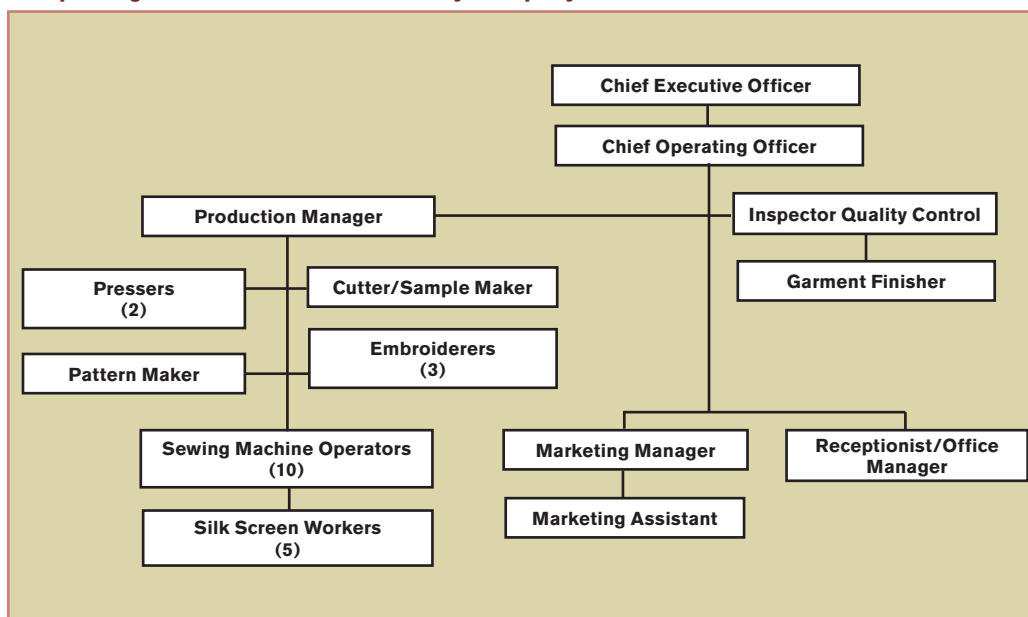 Chief Executive Officer
Chief Operating Officer
Production Manager
Inspector Quality Control
Pressers
(2)
Cutter/Sample Maker
Garment Finisher
Pattern Maker
Embroiderers
(3)
Sewing Machine Operators
(10)
Marketing Manager
Receptionist/Office
Manager
Silk Screen Workers
(5)
Marketing Assistant